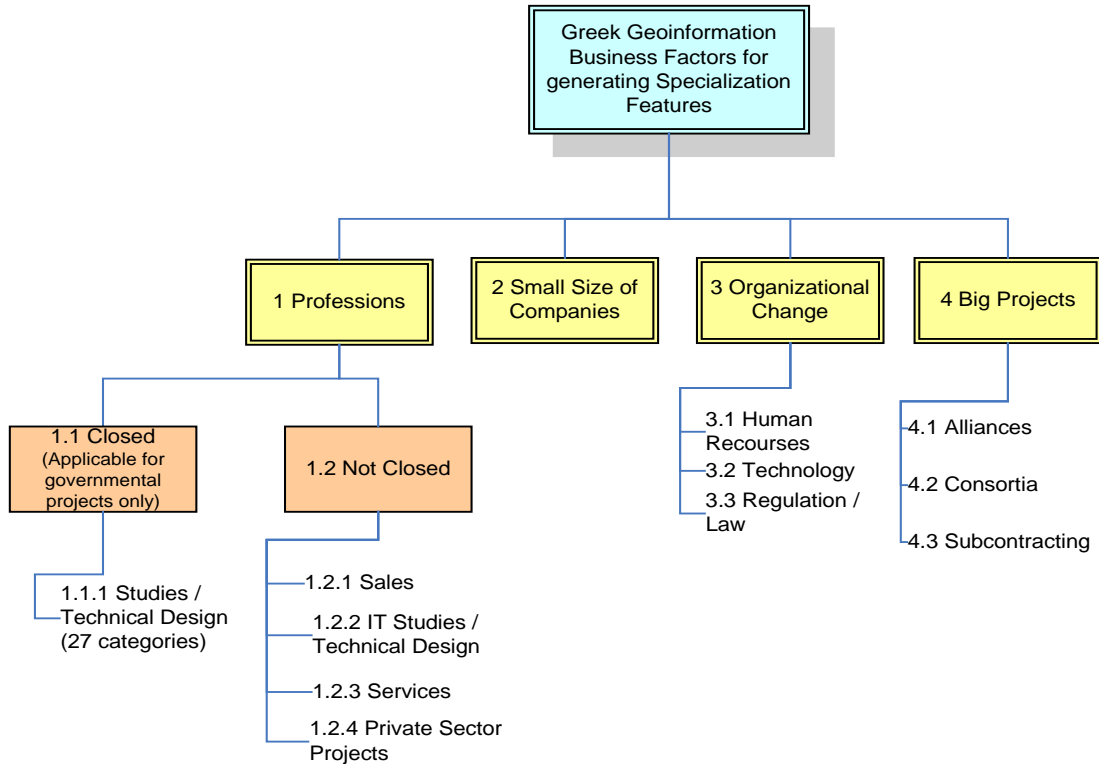 Greek Geoinformation
Business Factors for
generating Specialization
Features
1 Professions
2 Small Size of
Companies
3 Organizational
Change
4 Big Projects
1.1 Closed
(Applicable for
governmental
projects only)
1.2 Not Closed
3.1 Human
Recourses
3.2 Technology
3.3 Regulation /
Law
4.1 Alliances
4.2 Consortia
4.3 Subcontracting
1.1.1 Studies /
Technical Design
(27 categories)
1.2.1 Sales
1.2.2 IT Studies /
Technical Design
1.2.3 Services
1.2.4 Private Sector
Projects